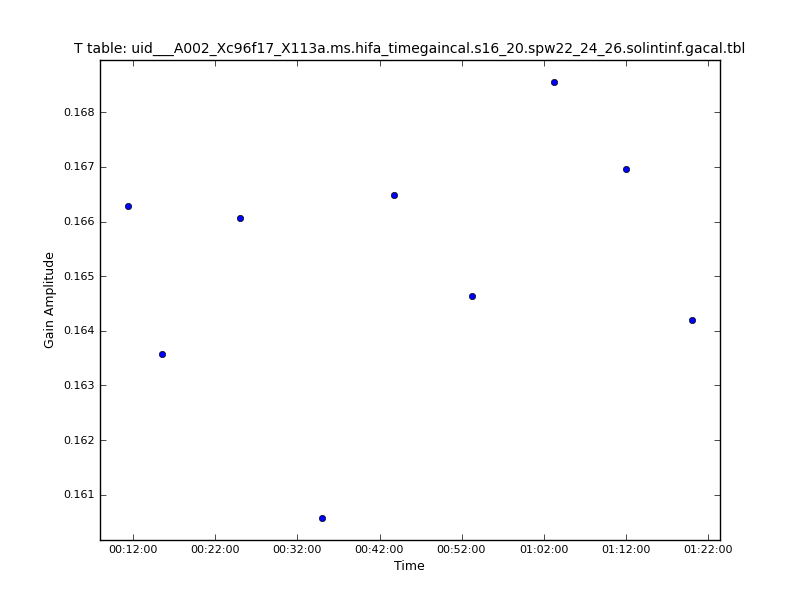 T table: uid___A002_Xc96f17_X113a.ms.hifa_timegaincal.s16_20.spw22_24_26.solintinf.gacal.tbl
0.168
0.167
0.166
0.165
0.164
0.163
0.162
0.161
Gain Amplitude
00:12:00 00:22:00 00:32:00 00:42:00 00:52:00 01:02:00 01:12:00 01:22:00
Time